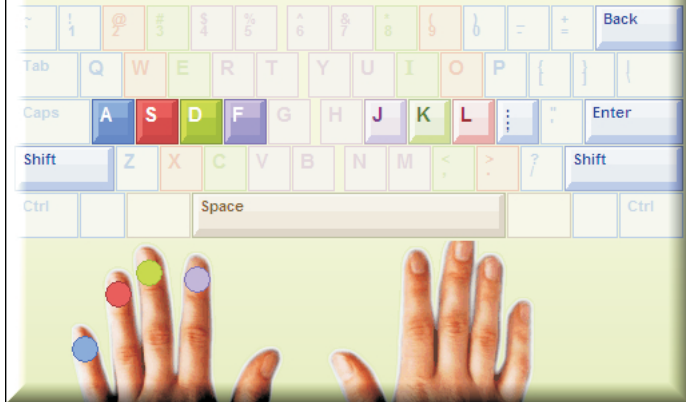 ~ ! 1 @ 2 # 3 $ 4 % 5 ^ 6 & 7 * 8 ( 9 ) 0 _ - + = Back
Tab Q W E R T Y U I O P { [ } ] |
Caps A S D F G H J K L : ; " Enter
Shift Z X C V B N M < , > . ? / Shift
Ctrl Space Ctrl